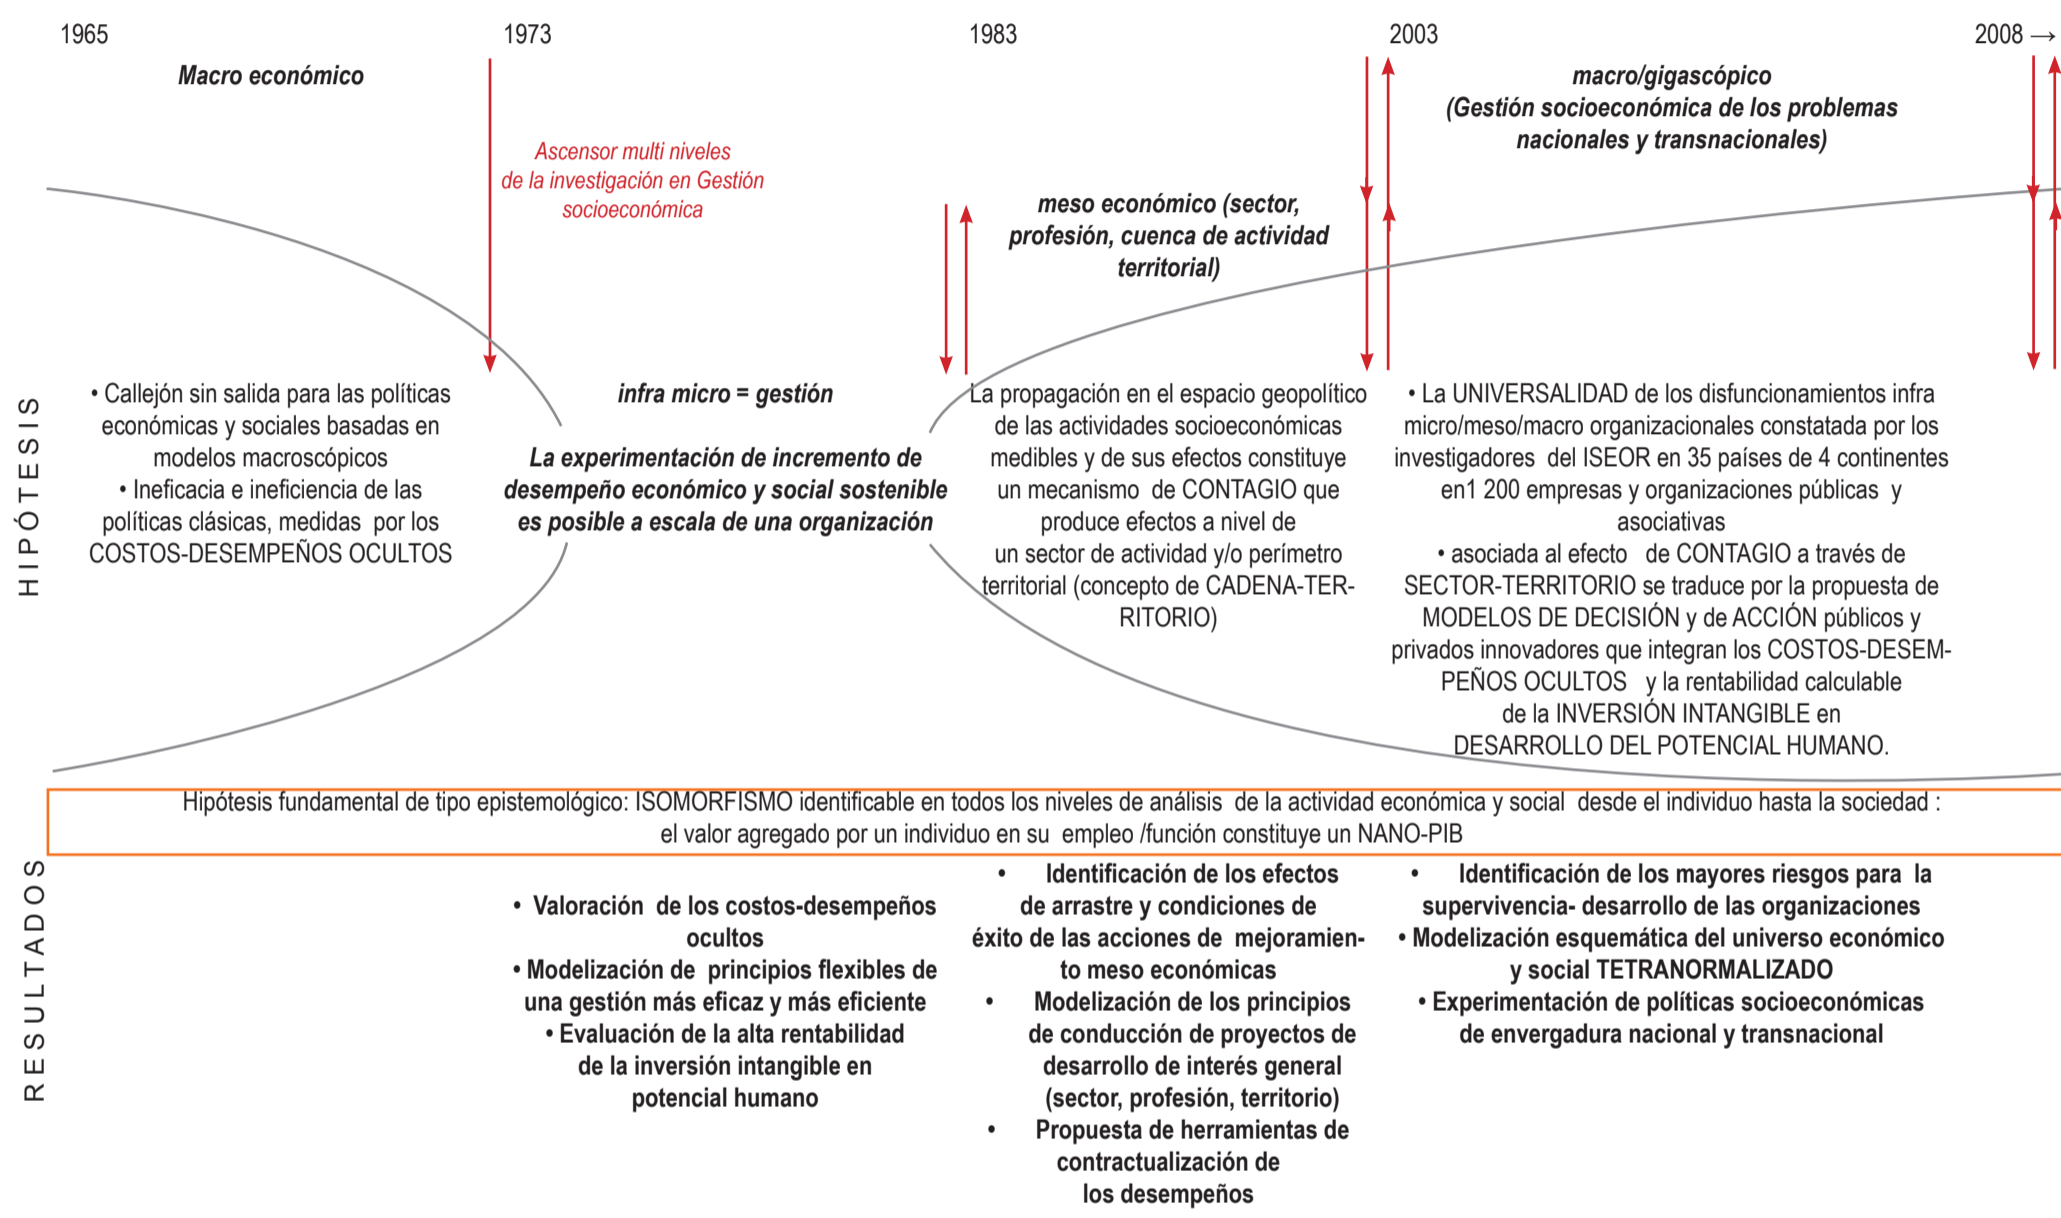 1965
1973
1983
2003
2008 →
Macro económico
Ascensor multi niveles
de la investigación en Gestión
socioeconómica
meso económico (sector,
profesión, cuenca de actividad
territorial)
macro/gigascópico
(Gestión socioeconómica de los problemas
nacionales y transnacionales)
HIPÓTESIS
• Callejón sin salida para las políticas
económicas y sociales basadas en
modelos macroscópicos
• Ineficacia e ineficiencia de las
políticas clásicas, medidas por los
COSTOS-DESEMPEÑOS OCULTOS
infra micro = gestión
La experimentación de incremento de
desempeño económico y social sostenible
es posible a escala de una organización
La propagación en el espacio geopolítico
de las actividades socioeconómicas
medibles y de sus efectos constituye
un mecanismo de CONTAGIO que
produce efectos a nivel de
un sector de actividad y/o perímetro
territorial (concepto de CADENA-TER-
RITORIO)
• La UNIVERSALIDAD de los disfuncionamientos infra
micro/meso/macro organizacionales constatada por los
investigadores del ISEOR en 35 países de 4 continentes
en1 200 empresas y organizaciones públicas y
asociativas
• asociada al efecto de CONTAGIO a través de
SECTOR-TERRITORIO se traduce por la propuesta de
MODELOS DE DECISIÓN y de ACCIÓN públicos y
privados innovadores que integran los COSTOS-DESEM-
PEÑOS OCULTOS y la rentabilidad calculable
de la INVERSIÓN INTANGIBLE en
DESARROLLO DEL POTENCIAL HUMANO.
Hipótesis fundamental de tipo epistemológico: ISOMORFISMO identificable en todos los niveles de análisis de la actividad económica y social desde el individuo hasta la sociedad :
el valor agregado por un individuo en su empleo /función constituye un NANO-PIB
RESULTADOS
• Valoración de los costos-desempeños
ocultos
• Modelización de principios flexibles de
una gestión más eficaz y más eficiente
• Evaluación de la alta rentabilidad
de la inversión intangible en
potencial humano
• Identificación de los efectos
de arrastre y condiciones de
éxito de las acciones de mejoramien-
to meso económicas
• Modelización de los principios
de conducción de proyectos de
desarrollo de interés general
(sector, profesión, territorio)
• Propuesta de herramientas de
contractualización de
los desempeños
• Identificación de los mayores riesgos para la
supervivencia- desarrollo de las organizaciones
• Modelización esquemática del universo económico
y social TETRANORMALIZADO
• Experimentación de políticas socioeconómicas
de envergadura nacional y transnacional